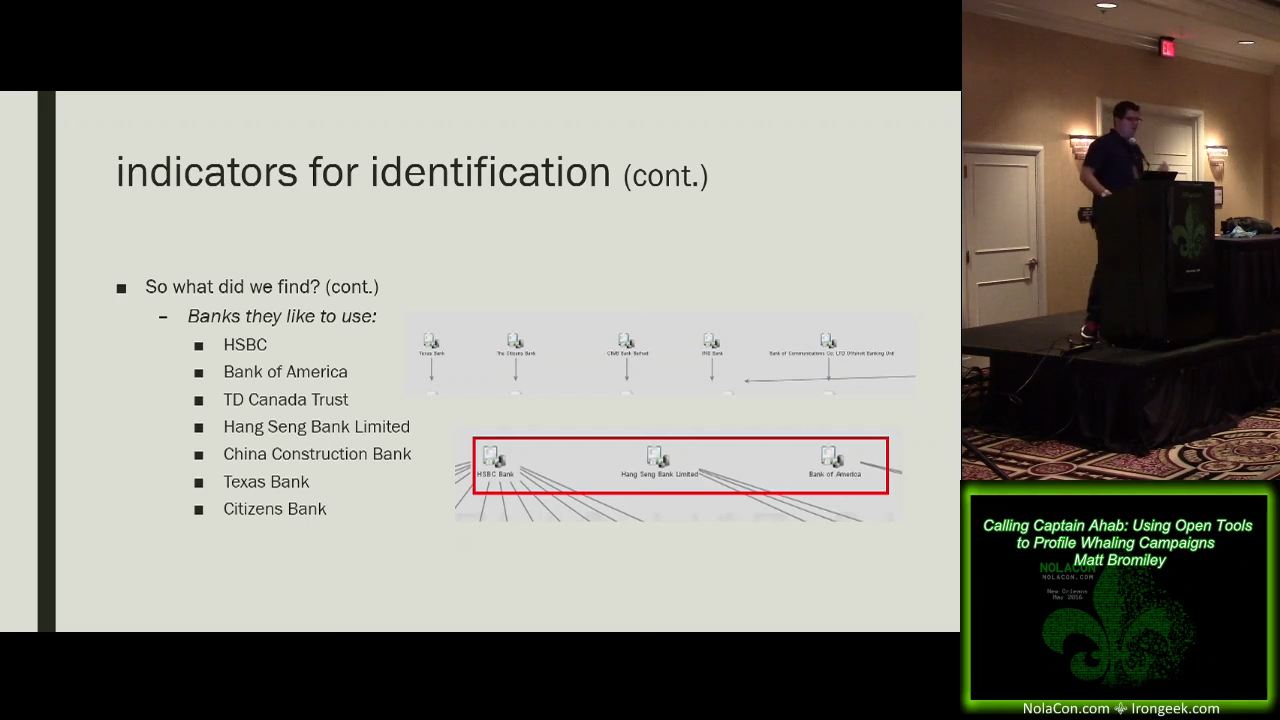 indicators for identification (cont.)
■ So what did we find? (cont.)
– Banks they like to use:
■ HSBC
■ Bank of America
■ TD Canada Trust
■ Hang Seng Bank Limited
■ China Construction Bank
■ Texas Bank
■ Citizens Bank
Texas Bank
The Citizens Bank
CIMB Bank Berhad
ING Bank
Bank of Communications Co; LTD Offshort Banking Unit
HSBC Bank
Hang Seng Bank Limited
Bank of America
Calling Captain Ahab: Using Open Tools
to Profile Whaling Campaigns
Matt Bromiley
NOLACON
NOLACON.COM
New Orleans
May 2016
NolaCon.com Irongeek.com